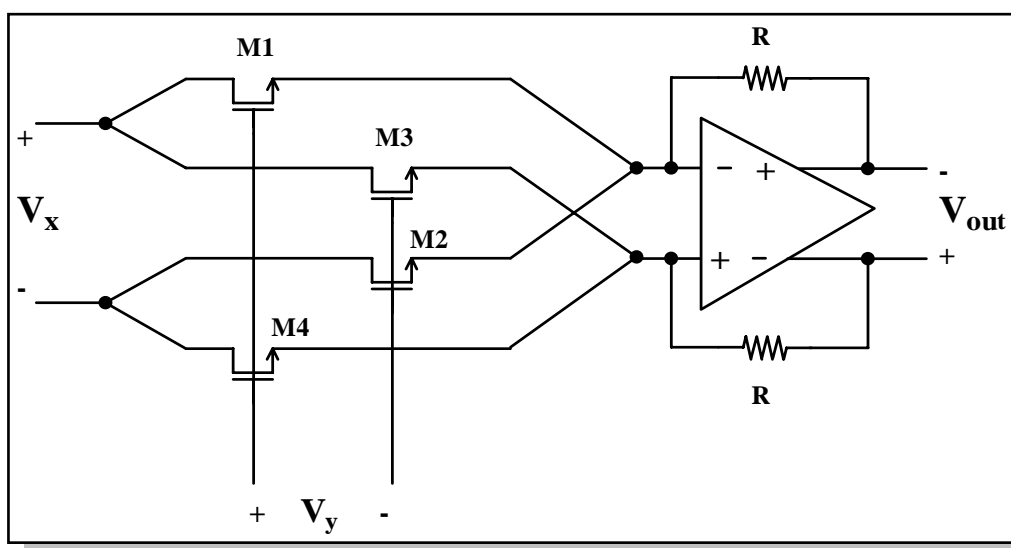 M1
R
M3
+
- + -
Vx
Vout
M2
+ - +
-
M4
R
+ Vy -